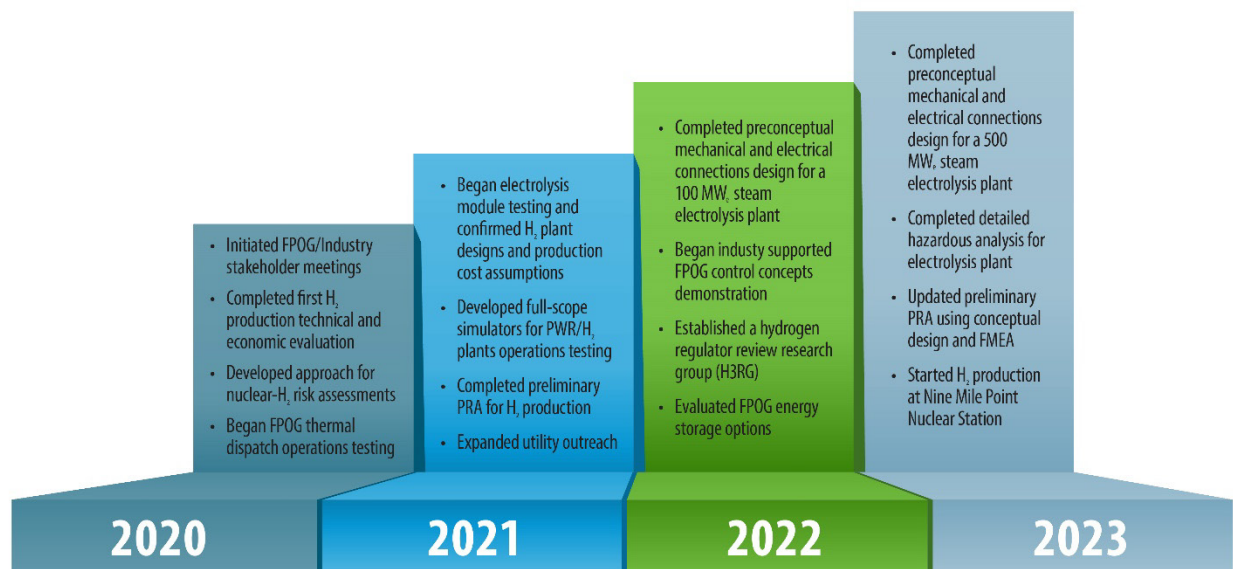 • Initiated FPOG/Industry
stakeholder meetings
• Completed first H₂
production technical and
economic evaluation
• Developed approach for
nuclear-H₂ risk assessments
• Began FPOG thermal
dispatch operations testing
• Began electrolysis
module testing and
confirmed H₂ plant
designs and production
cost assumptions
• Developed full-scope
simulators for PWR/H₂
plants operations testing
• Completed preliminary
PRA for H₂ production
• Expanded utility outreach
• Completed preconceptual
mechanical and electrical
connections design for a
100 MWₑ steam
electrolysis plant
• Began industy supported
FPOG control concepts
demonstration
• Established a hydrogen
regulator review research
group (H3RG)
• Evaluated FPOG energy
storage options
• Completed
preconceptual
mechanical and
electrical connections
design for a 500
MWₑ steam
electrolysis plant
• Completed detailed
hazardous analysis for
electrolysis plant
• Updated preliminary
PRA using conceptual
design and FMEA
• Started H₂ production
at Nine Mile Point
Nuclear Station
2020
2021
2022
2023